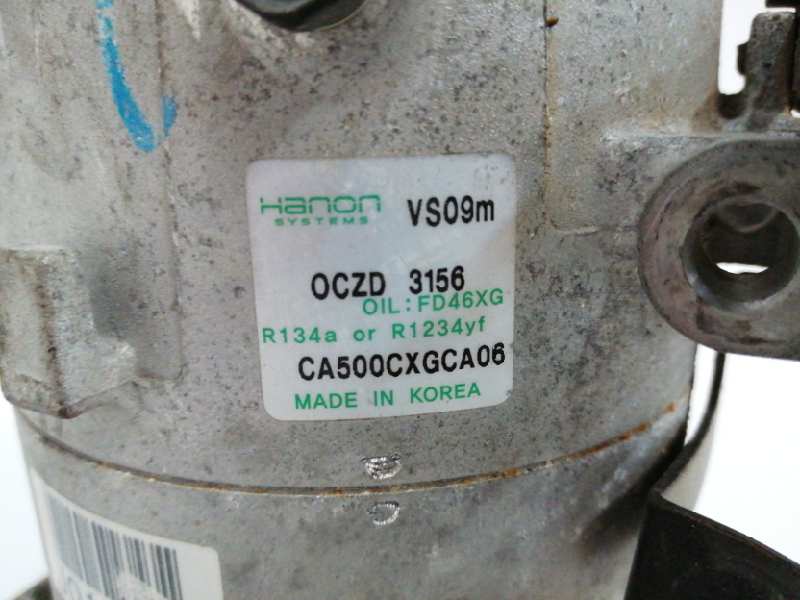 Hanon VS09m
SYSTEMS
OCZD 3156
OIL:FD46XG
R134a or R1234yf
CA500CXGCA06
MADE IN KOREA